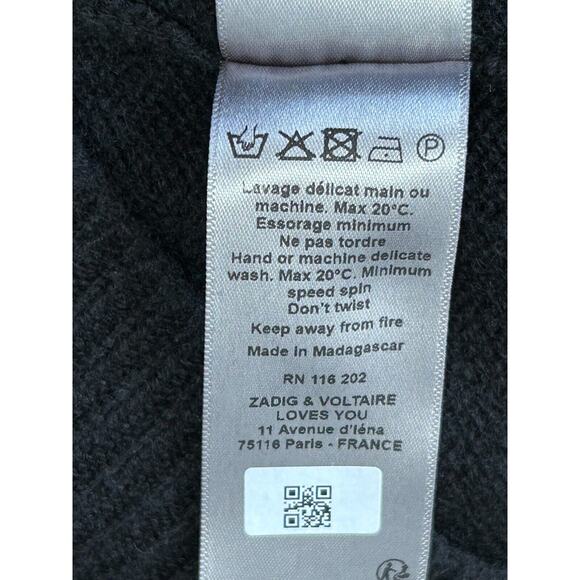 P
Lavage délicat main ou
machine. Max 20°C.
Essorage minimum
Ne pas tordre
Hand or machine delicate
wash. Max 20°C. Minimum
speed spin
Don't twist
Keep away from fire
Made in Madagascar
RN 116 202
ZADIG & VOLTAIRE
LOVES YOU
11 Avenue d'Iéna
75116 Paris - FRANCE